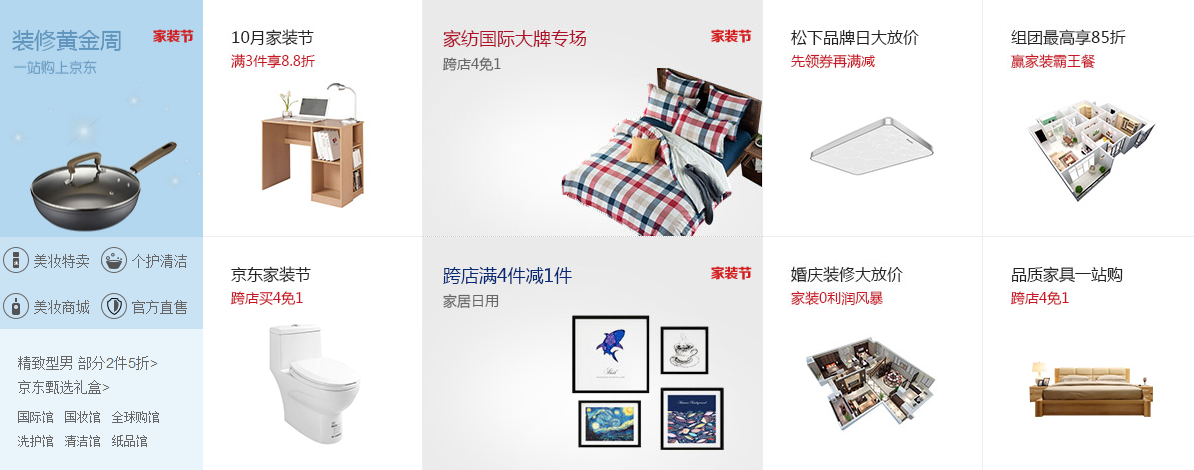 装修黄金周
家装节
一站购上京东
美妆特卖
个护清洁
美妆商城
官方直售
精致型男 部分2件5折>
京东甄选礼盒>
国际馆 国妆馆 全球购馆
洗护馆 清洁馆 纸品馆
10月家装节
满3件享8.8折
家纺国际大牌专场
家装节
跨店4免1
松下品牌日大放价
先领券再满减
组团最高享85折
赢家装霸王餐
京东家装节
跨店买4免1
跨店满4件减1件
家装节
家居日用
婚庆装修大放价
家装0利润风暴
品质家具一站购
跨店4免1